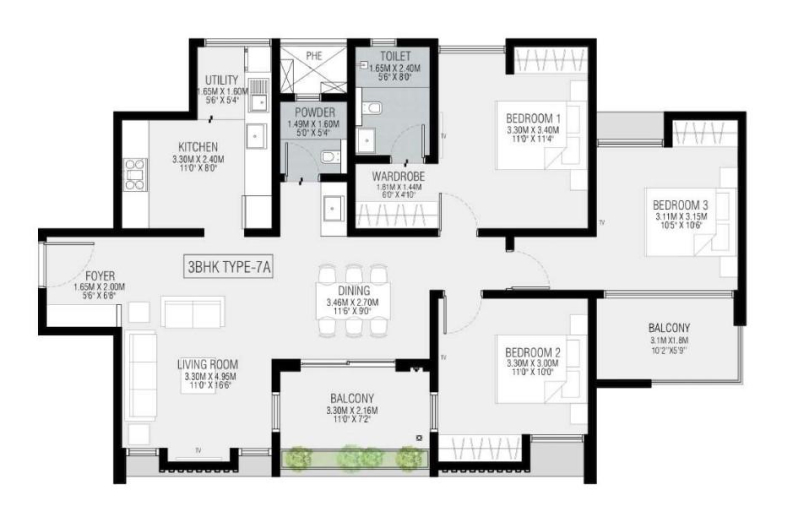 PHE
TOILET
1.65M X 2.40M
5'6" X 8'0"
UTILITY
1.65M X 1.60M
5'6" X 5'4"
POWDER
1.49M X 1.60M
5'0" X 5'4"
BEDROOM 1
3.30M X 3.40M
11'0" X 11'4"
TV
KITCHEN
3.30M X 2.40M
11'0" X 8'0"
WARDROBE
1.81M X 1.44M
6'0" X 4'10"
BEDROOM 3
3.11M X 3.15M
10'5" X 10'6"
TV
3BHK TYPE-7A
FOYER
1.65M X 2.00M
5'6" X 6'8"
DINING
3.46M X 2.70M
11'6" X 9'0"
BALCONY
3.1M X1.8M
10'2"X5'9"
LIVING ROOM
3.30M X 4.95M
11'0" X 16'6"
BEDROOM 2
3.30M X 3.00M
11'0" X 10'0"
TV
BALCONY
3.30M X 2.16M
11'0" X 7'2"
TV